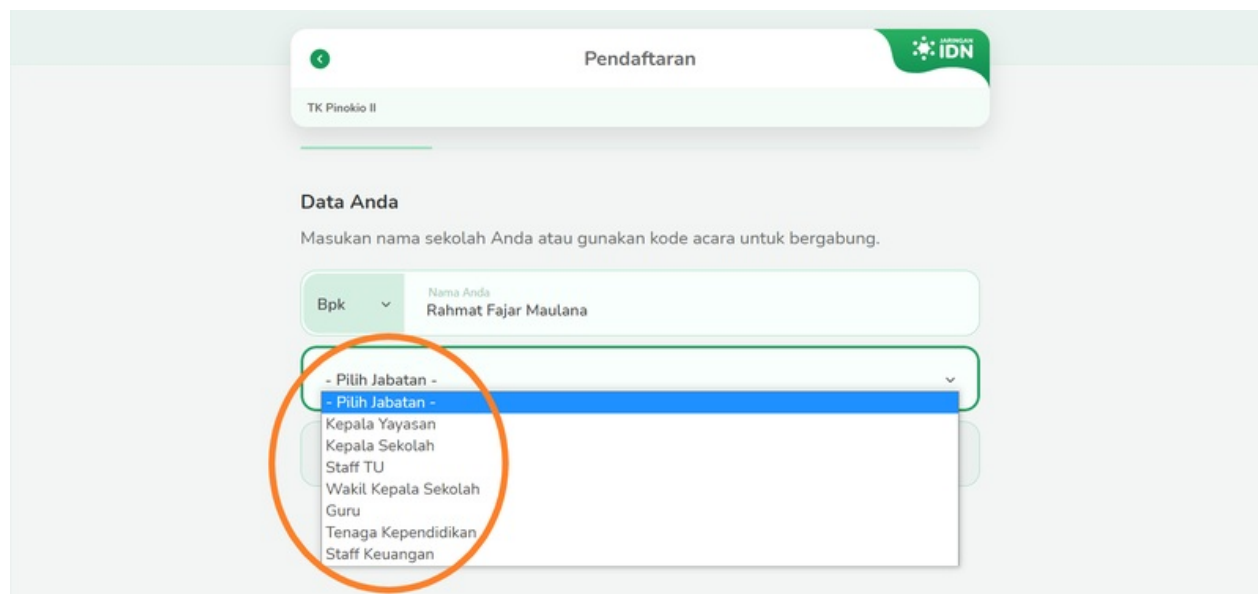 Pendaftaran
JARINGAN
IDN
TK Pinokio II
Data Anda
Masukan nama sekolah Anda atau gunakan kode acara untuk bergabung.
Bpk
Nama Anda
Rahmat Fajar Maulana
- Pilih Jabatan -
- Pilih Jabatan -
Kepala Yayasan
Kepala Sekolah
Staff TU
Wakil Kepala Sekolah
Guru
Tenaga Kependidikan
Staff Keuangan